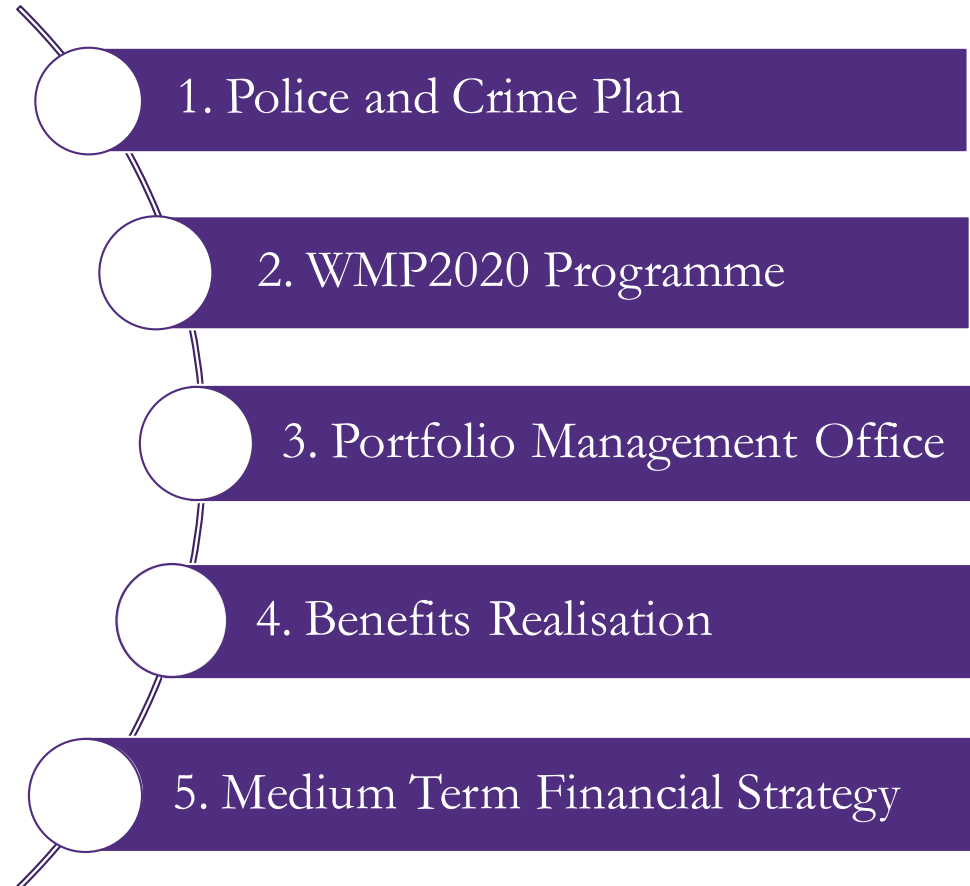 1. Police and Crime Plan
2. WMP2020 Programme
3. Portfolio Management Office
4. Benefits Realisation
5. Medium Term Financial Strategy